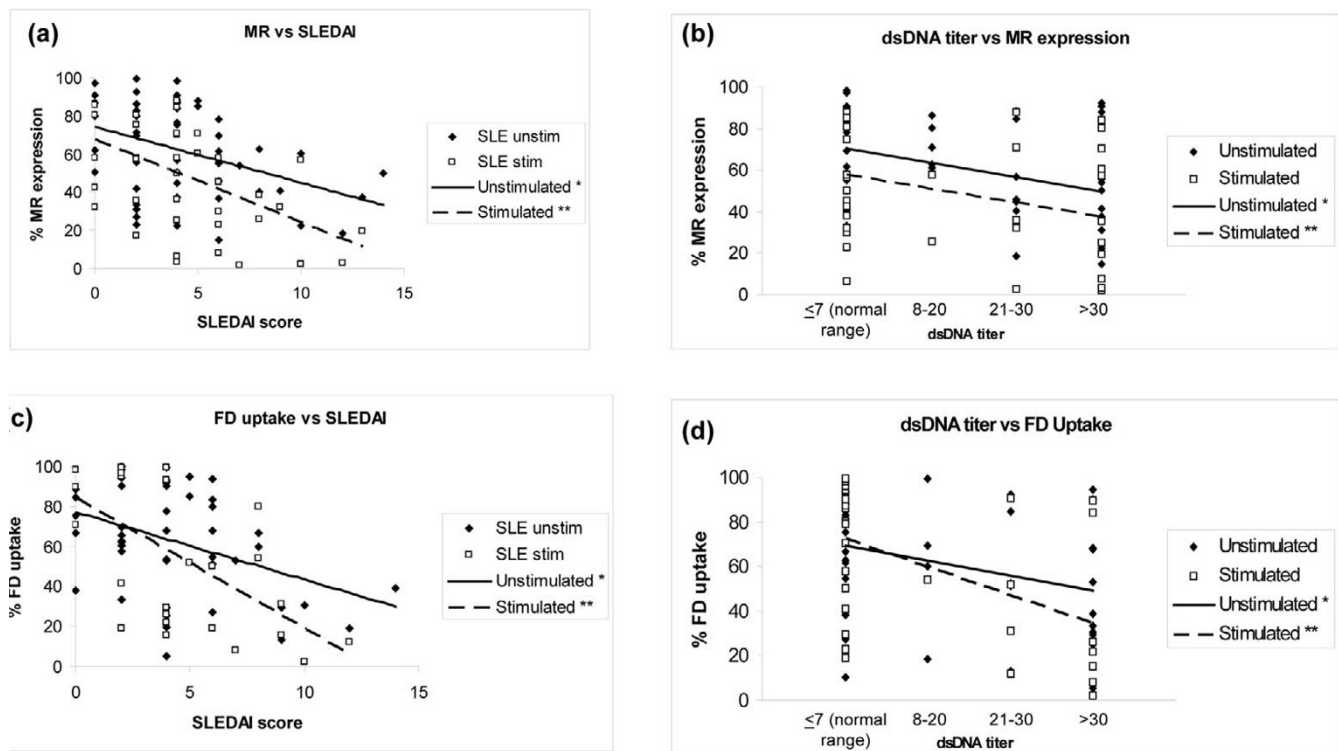 (a)
MR vs SLEDAI
100
80
60
40
20
0
% MR expression
0 5 10 15
SLEDAI score
SLE unstim
SLE stim
Unstimulated *
Stimulated **
(b)
dsDNA titer vs MR expression
100
80
60
40
20
0
% MR expression
≤7 (normal range) 8-20 21-30 >30
dsDNA titer
Unstimulated
Stimulated
Unstimulated *
Stimulated **
c)
FD uptake vs SLEDAI
100
80
60
40
20
0
% FD uptake
0 5 10 15
SLEDAI score
SLE unstim
SLE stim
Unstimulated *
Stimulated **
(d)
dsDNA titer vs FD Uptake
100
80
60
40
20
0
% FD uptake
≤7 (normal range) 8-20 21-30 >30
dsDNA titer
Unstimulated
Stimulated
Unstimulated *
Stimulated **